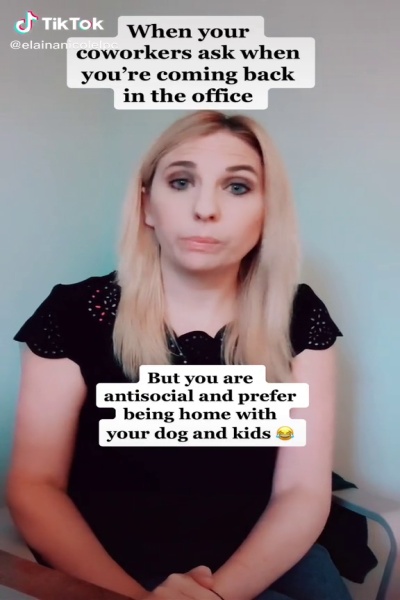 TikTok
When your
coworkers ask when
you're coming back
in the office
But you are
antisocial and prefer
being home with
your dog and kids 😂